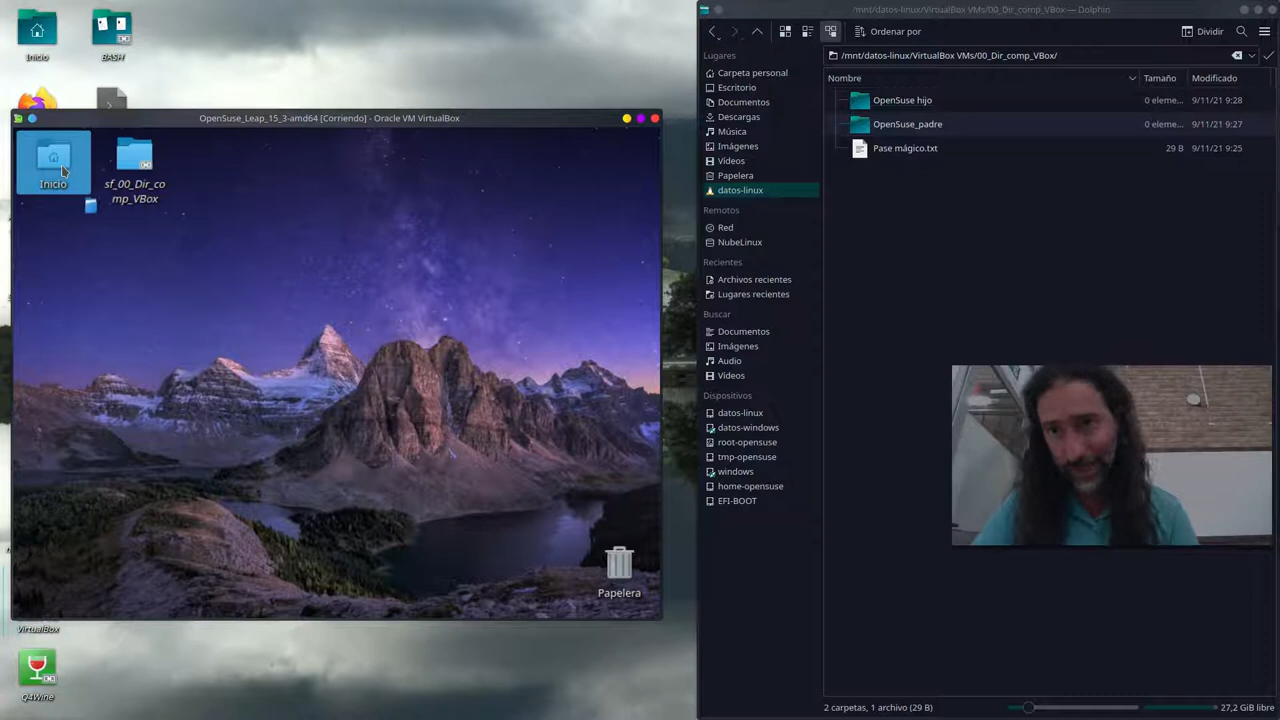 Inicio
BASH
/mnt/datos-linux/VirtualBox VMs/00_Dir_comp_VBox — Dolphin
Ordenar por
Dividir
Lugares
/mnt/datos-linux/VirtualBox VMs/00_Dir_comp_VBox/
Carpeta personal
Nombre
Tamaño
Modificado
Escritorio
OpenSuse hijo
0 eleme...
9/11/21 9:28
Documentos
Descargas
OpenSuse_padre
0 eleme...
9/11/21 9:27
Música
Imágenes
Pase mágico.txt
29 B
9/11/21 9:25
Vídeos
Papelera
datos-linux
Remotos
Red
NubeLinux
Recientes
Archivos recientes
Lugares recientes
Buscar
Documentos
Imágenes
Audio
Vídeos
Dispositivos
datos-linux
datos-windows
root-opensuse
tmp-opensuse
windows
home-opensuse
EFI-BOOT
2 carpetas, 1 archivo (29 B)
27,2 GiB libre
OpenSuse_Leap_15_3-amd64 [Corriendo] - Oracle VM VirtualBox
Inicio
sf_00_Dir_co
mp_VBox
Papelera
VirtualBox
Q4Wine